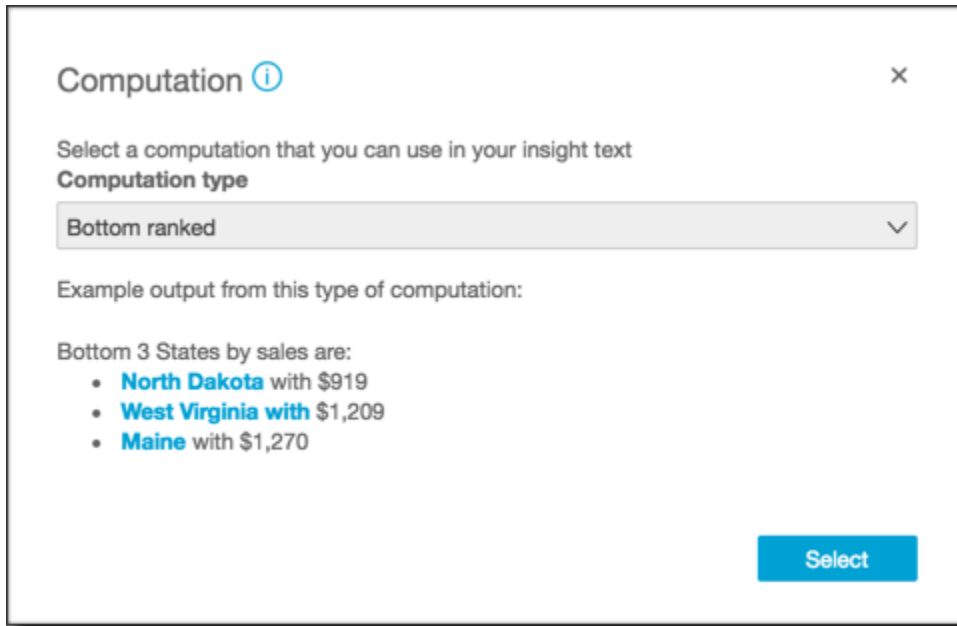 Computation
Select a computation that you can use in your insight text
Computation type
Bottom ranked
Example output from this type of computation:
Bottom 3 States by sales are:
• North Dakota with $919
• West Virginia with $1,209
• Maine with $1,270
Select